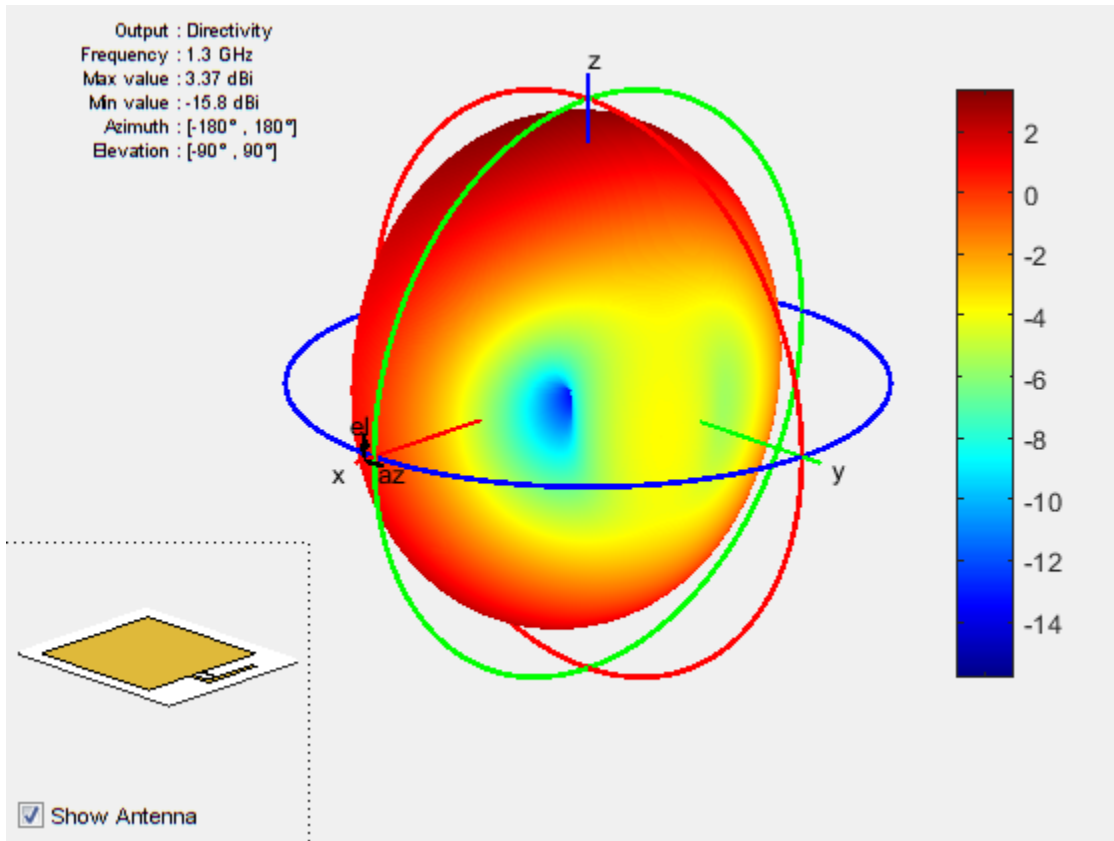 Output : Directivity
Frequency : 1.3 GHz
Max value : 3.37 dBi
Min value : -15.8 dBi
Azimuth : [-180° , 180°]
Elevation : [-90° , 90°]
z
2
0
-2
-4
-6
-8
-10
-12
-14
el
x
az
y
Show Antenna